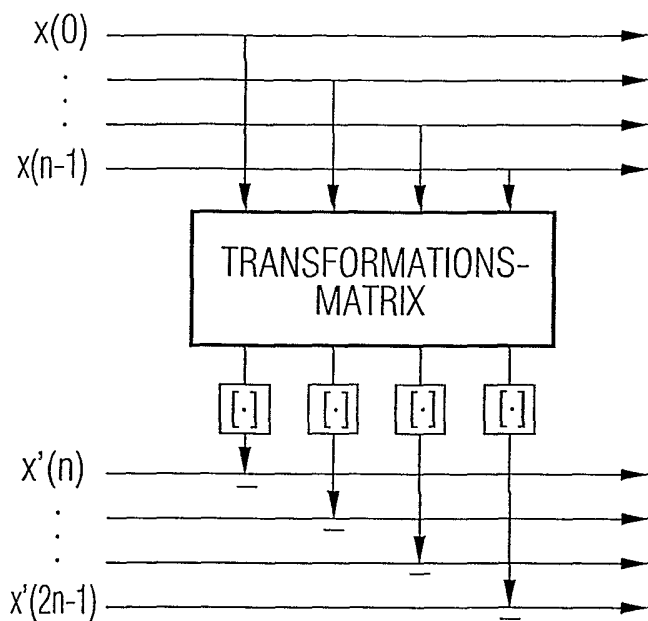 x(0)
.
.
.
x(n-1)
TRANSFORMATIONS-
MATRIX
[·] [·] [·] [·]
x'(n)
–
.
.
.
–
–
x'(2n-1)
–